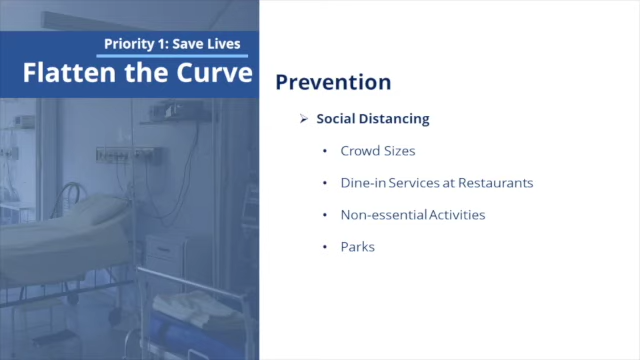 Priority 1: Save Lives
Flatten the Curve
Prevention
➢ Social Distancing
• Crowd Sizes
• Dine-in Services at Restaurants
• Non-essential Activities
• Parks